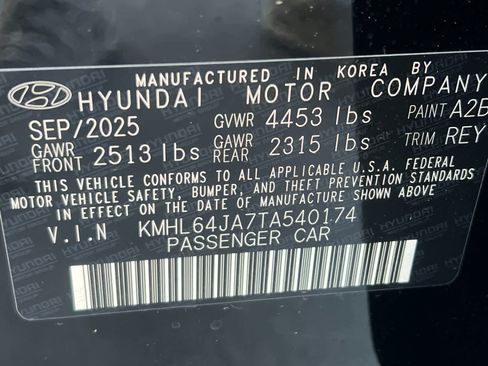 MANUFACTURED IN KOREA BY
HYUNDAI MOTOR COMPANY
SEP/2025 GVWR 4453 lbs PAINT A2B
GAWR FRONT 2513 lbs GAWR REAR 2315 lbs TRIM REY
THIS VEHICLE CONFORMS TO ALL APPLICABLE U.S.A. FEDERAL
MOTOR VEHICLE SAFETY, BUMPER, AND THEFT PREVENTION STANDARDS
IN EFFECT ON THE DATE OF MANUFACTURE SHOWN ABOVE.
V.I.N KMHL64JA7TA540174
PASSENGER CAR